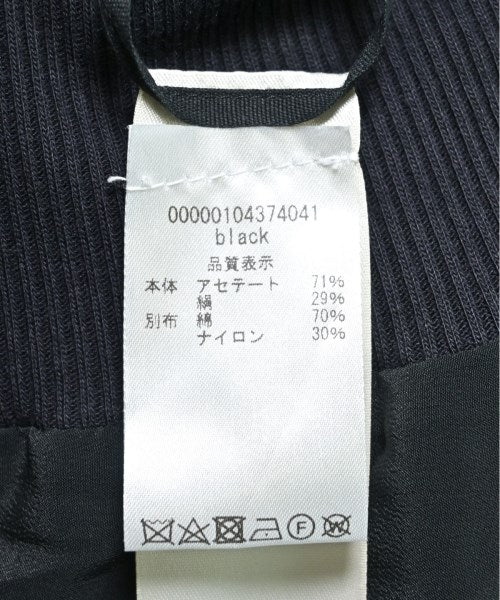 00000104374041
black
品質表示
本体 アセテート 71%
絹 29%
別布 綿 70%
ナイロン 30%
F W